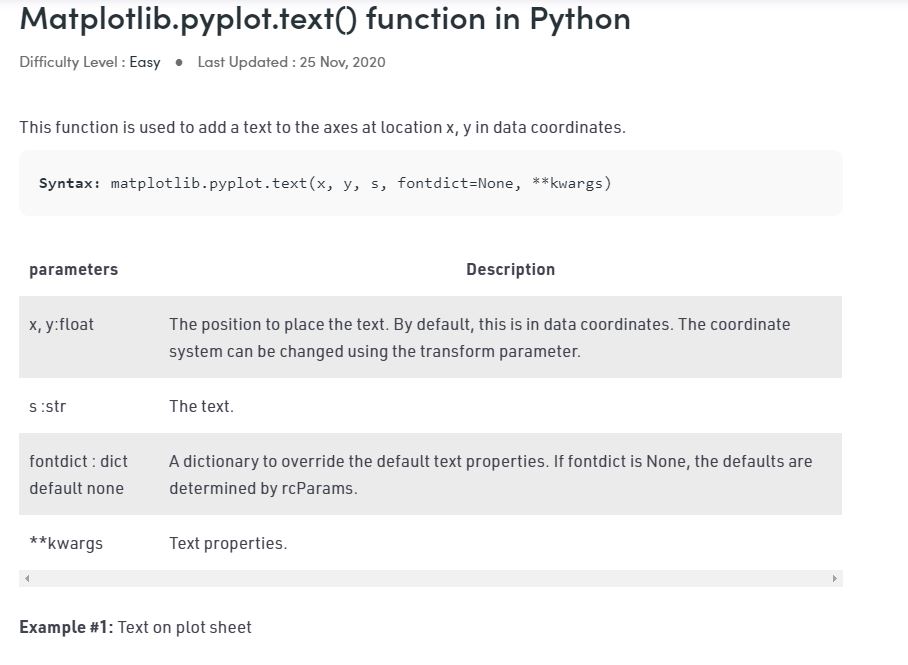 Matplotlib.pyplot.text() function in Python
Difficulty Level : Easy ● Last Updated : 25 Nov, 2020
This function is used to add a text to the axes at location x, y in data coordinates.
Syntax: matplotlib.pyplot.text(x, y, s, fontdict=None, **kwargs)
parameters Description
x, y:float The position to place the text. By default, this is in data coordinates. The coordinate
system can be changed using the transform parameter.
s :str The text.
fontdict : dict A dictionary to override the default text properties. If fontdict is None, the defaults are
default none determined by rcParams.
**kwargs Text properties.
Example #1: Text on plot sheet